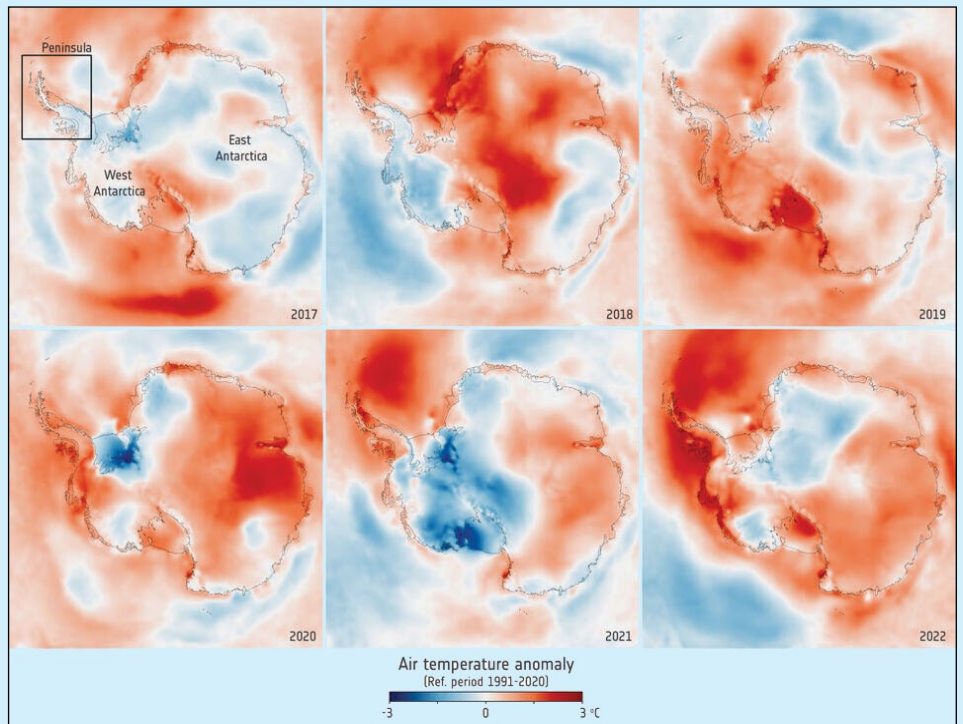 Peninsula
East
Antarctica
West
Antarctica
2017
2018
2019
2020
2021
2022
Air temperature anomaly
(Ref. period 1991-2020)
-3
0
3 °C